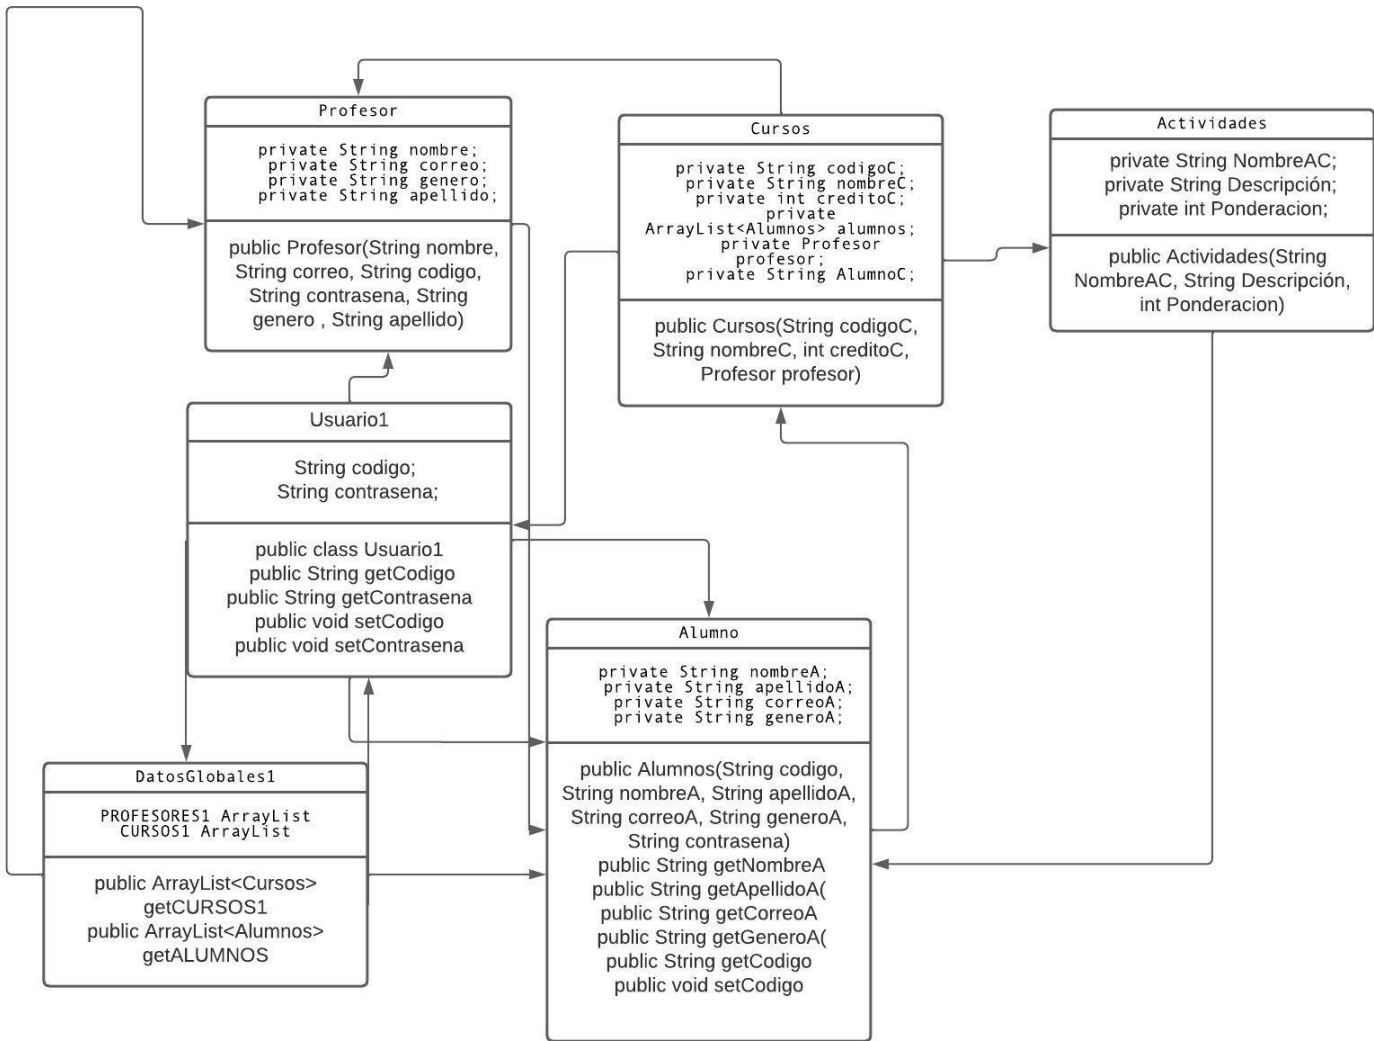 Profesor
private String nombre;
private String correo;
private String genero;
private String apellido;
public Profesor(String nombre,
String correo, String codigo,
String contrasena, String
genero , String apellido)
Cursos
private String codigoC;
private String nombreC;
private int creditoC;
private
ArrayList<Alumnos> alumnos;
private Profesor
profesor;
private String AlumnoC;
public Cursos(String codigoC,
String nombreC, int creditoC,
Profesor profesor)
Actividades
private String NombreAC;
private String Descripción;
private int Ponderacion;
public Actividades(String
NombreAC, String Descripción,
int Ponderacion)
Usuario1
String codigo;
String contrasena;
public class Usuario1
public String getCodigo
public String getContrasena
public void setCodigo
public void setContrasena
Alumno
private String nombreA;
private String apellidoA;
private String correoA;
private String generoA;
public Alumnos(String codigo,
String nombreA, String apellidoA,
String correoA, String generoA,
String contrasena)
public String getNombreA
public String getApellidoA(
public String getCorreoA
public String getGeneroA(
public String getCodigo
public void setCodigo
DatosGlobales1
PROFESORES1 ArrayList
CURSOS1 ArrayList
public ArrayList<Cursos>
getCURSOS1
public ArrayList<Alumnos>
getALUMNOS